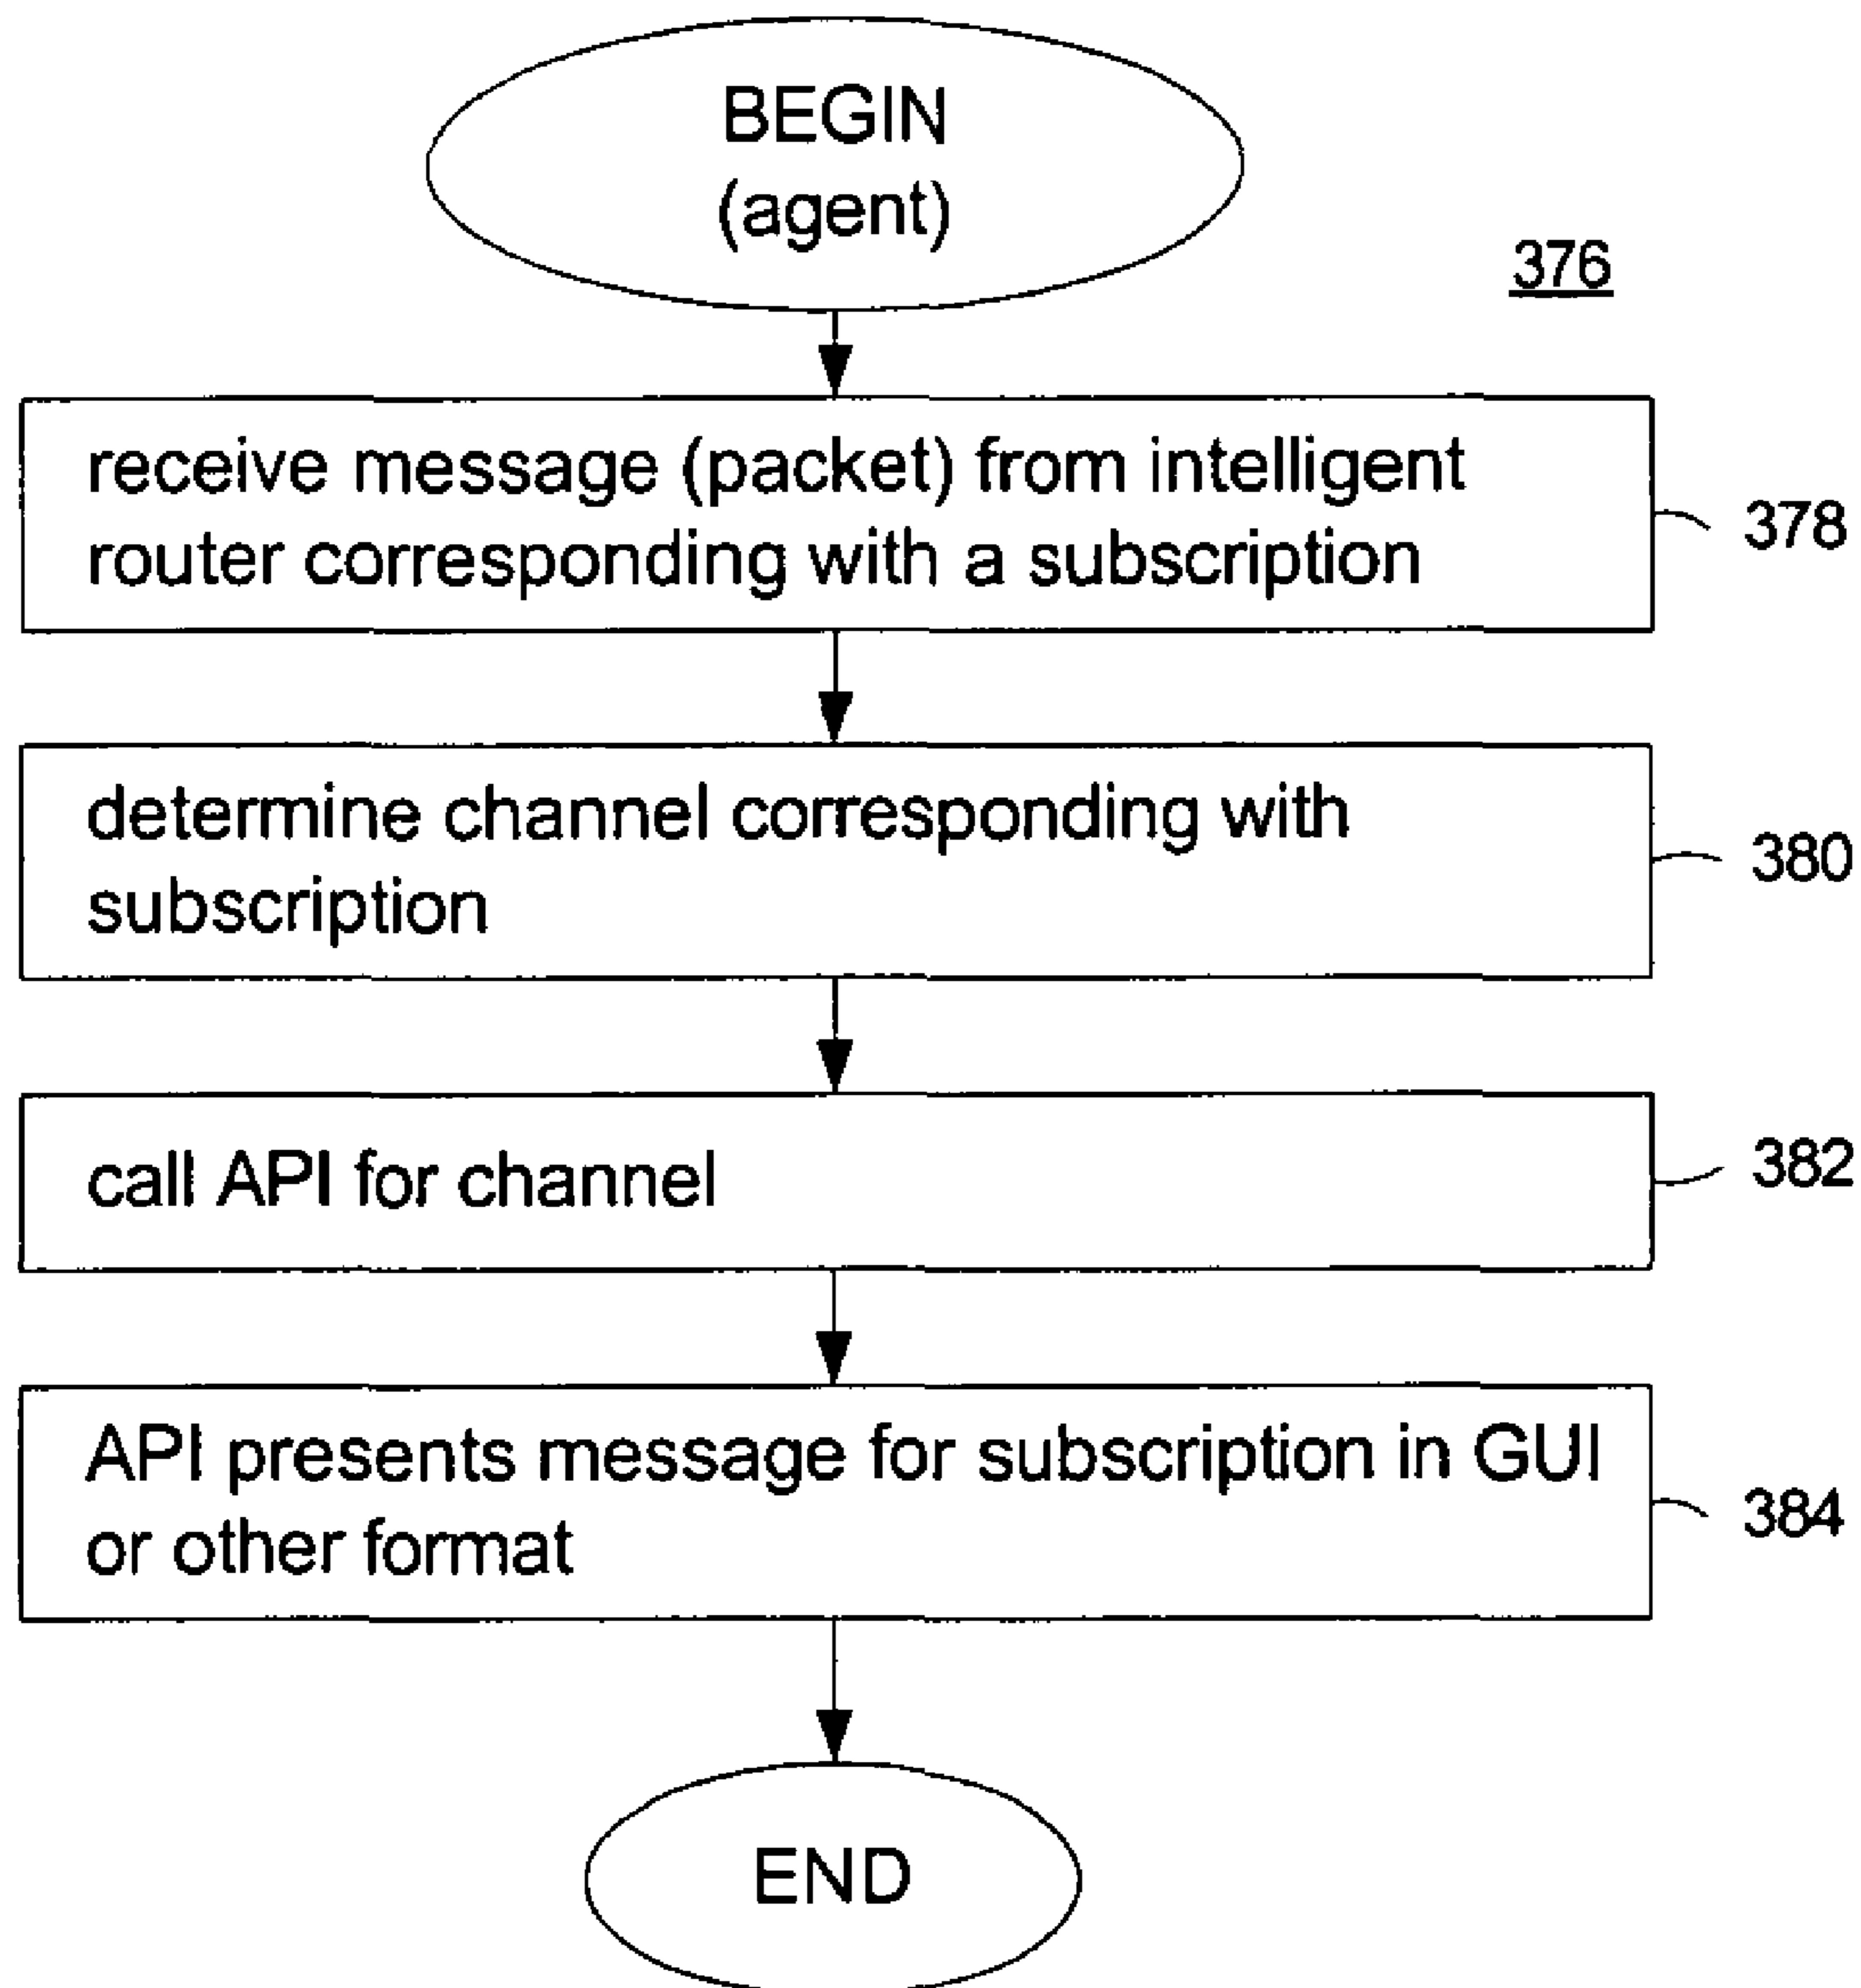 BEGIN
(agent)
376
receive message (packet) from intelligent
router corresponding with a subscription
378
determine channel corresponding with
subscription
380
call API for channel
382
API presents message for subscription in GUI
or other format
384
END